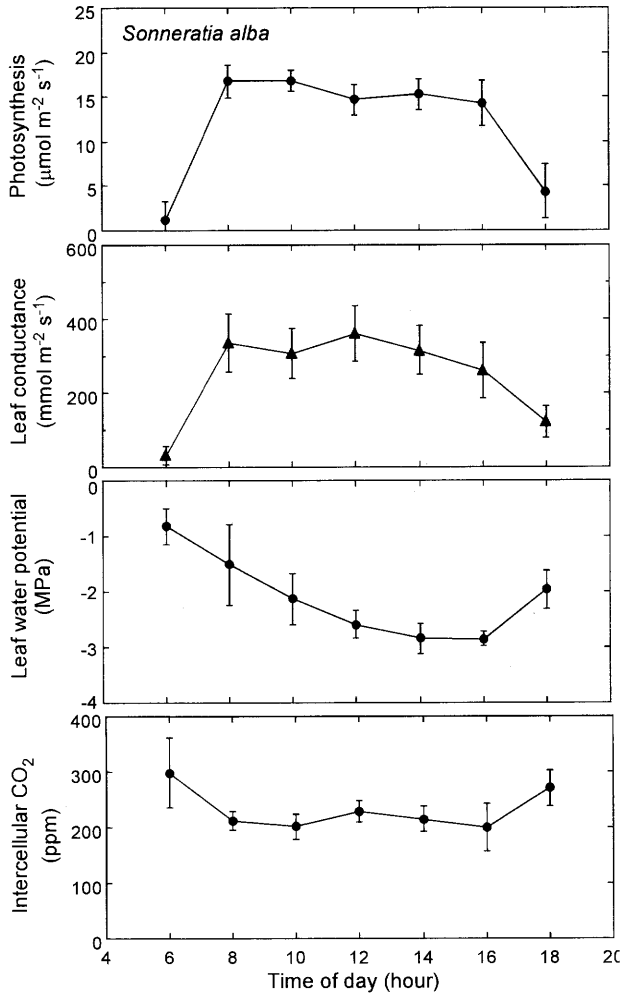 Sonneratia alba
Photosynthesis
(μmol m-2 s-1)
25
20
15
10
5
0
Leaf conductance
(mmol m-2 s-1)
600
400
200
0
Leaf water potential
(MPa)
0
-1
-2
-3
-4
Intercellular CO2
(ppm)
400
300
200
100
0
4 6 8 10 12 14 16 18 20
Time of day (hour)